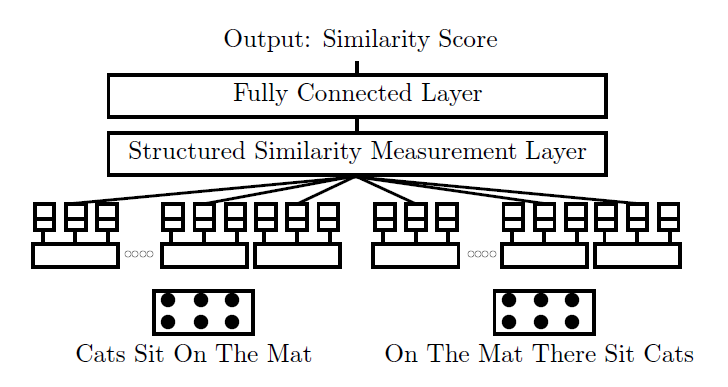 Output: Similarity Score
Fully Connected Layer
Structured Similarity Measurement Layer
Cats Sit On The Mat
On The Mat There Sit Cats